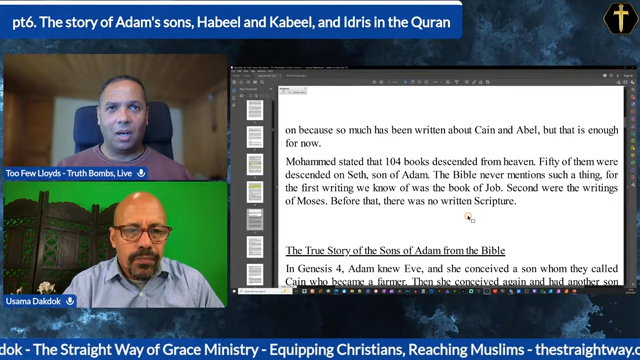 pt6. The story of Adam's sons, Habeel and Kabeel, and Idris in the Quran
Too Few Lloyds - Truth Bombs, Live
Usama Dakdok
on because so much has been written about Cain and Abel, but that is enough
for now.
Mohammed stated that 104 books descended from heaven. Fifty of them were
descended on Seth, son of Adam. The Bible never mentions such a thing, for
the first writing we know of was the book of Job. Second were the writings
of Moses. Before that, there was no written Scripture.
The True Story of the Sons of Adam from the Bible
In Genesis 4, Adam knew Eve, and she conceived a son whom they called
Cain who became a farmer. Then she conceived again and had another son
dok - The Straight Way of Grace Ministry - Equipping Christians, Reaching Muslims - thestraightway.c